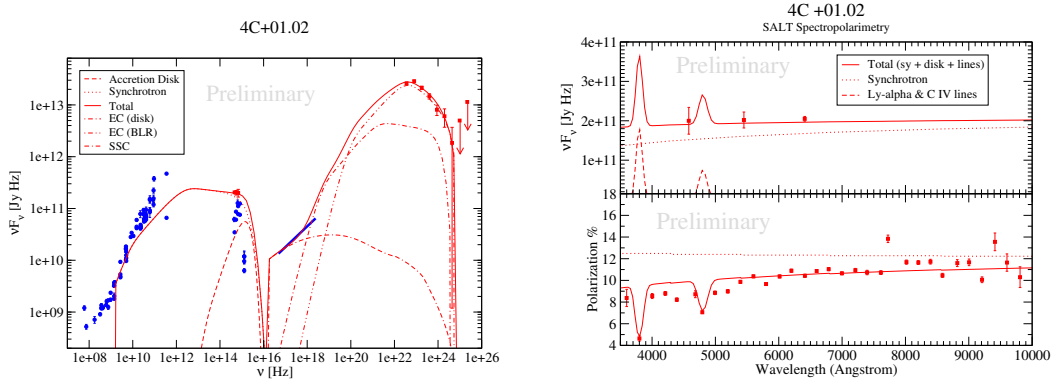 4C+01.02
Preliminary
Accretion Disk
Synchrotron
Total
EC (disk)
EC (BLR)
SSC
1e+13
1e+12
1e+11
1e+10
1e+09
νFν [Jy Hz]
1e+08 1e+10 1e+12 1e+14 1e+16 1e+18 1e+20 1e+22 1e+24 1e+26
ν [Hz]
4C +01.02
SALT Spectropolarimetry
Preliminary
Total (sy + disk + lines)
Synchrotron
Ly-alpha & C IV lines
4e+11
3e+11
2e+11
1e+11
νFν [Jy Hz]
Preliminary
18
16
14
12
10
8
6
4
Polarization %
4000 5000 6000 7000 8000 9000 10000
Wavelength (Angstrom)